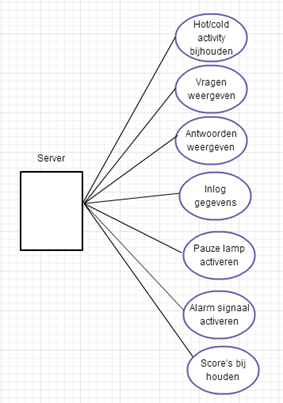 Hot/cold
activity
bijhouden
Vragen
weergeven
Antwoorden
weergeven
Server
Inlog
gegevens
Pauze lamp
activeren
Alarm signaal
activeren
Score's bij
houden